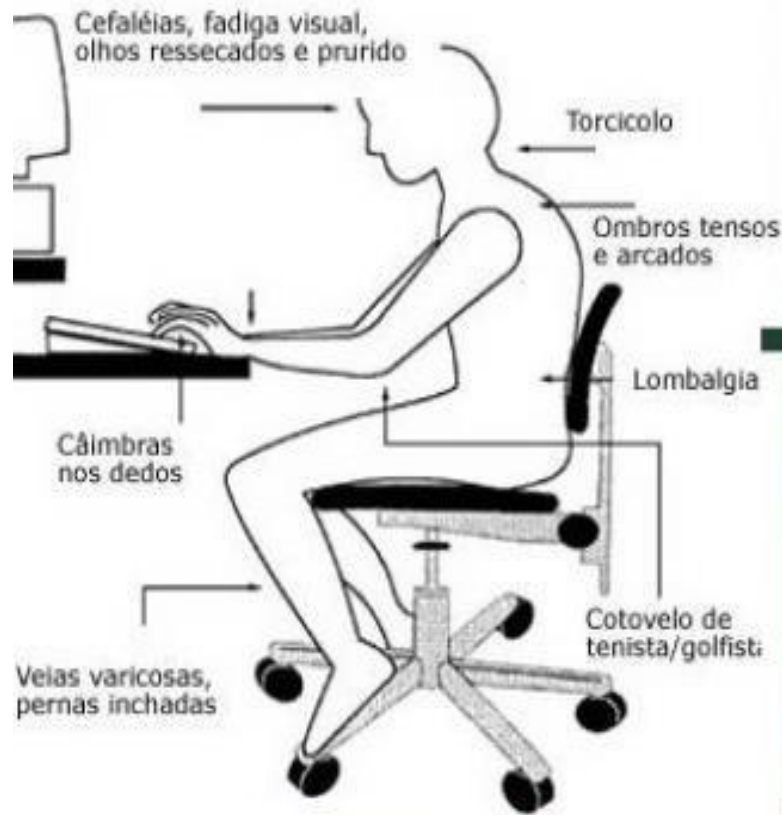 Cefaléias, fadiga visual,
olhos ressecados e prurido
Torcicolo
Ombros tensos
e arcados
Lombalgia
Câimbras
nos dedos
Cotovelo de
tenista/golfista
Veias varicosas,
pernas inchadas